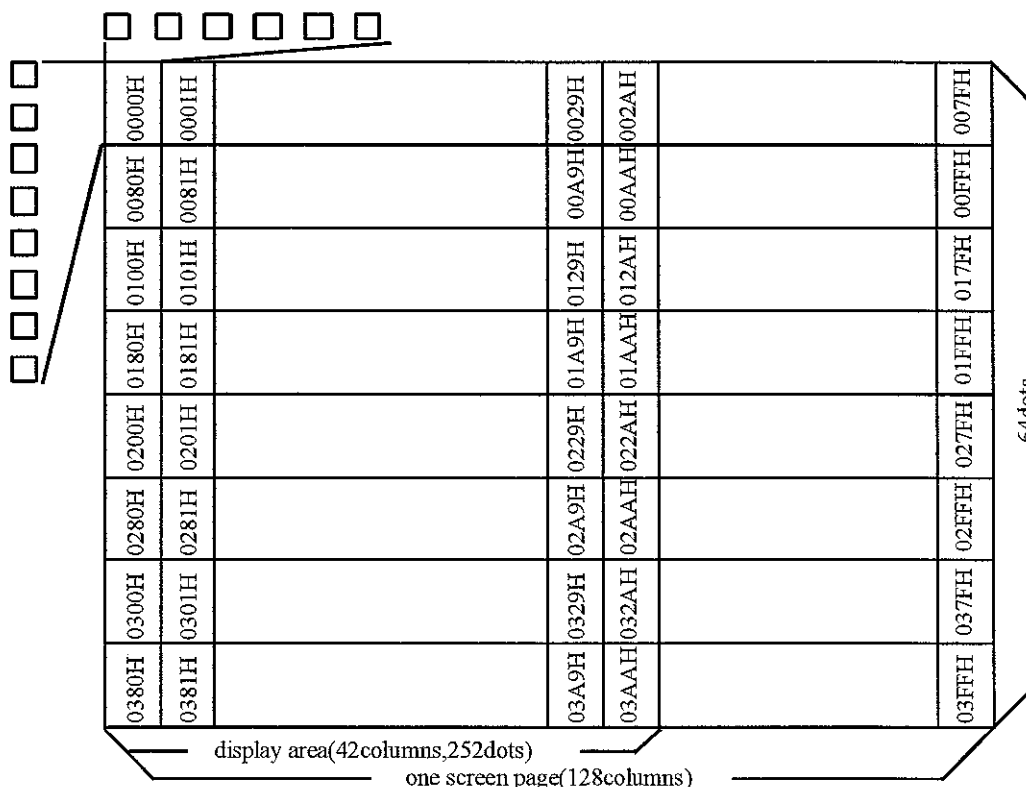 0000H 0001H 0029H 002AH 007FH
0080H 0081H 00A9H 00AAH 00FFH
0100H 0101H 0129H 012AH 017FH
0180H 0181H 01A9H 01AAH 01FFH
0200H 0201H 0229H 022AH 027FH
0280H 0281H 02A9H 02AAH 02FFH
0300H 0301H 0329H 032AH 037FH
0380H 0381H 03A9H 03AAH 03FFH
64dots
display area(42columns,252dots)
one screen page(128columns)